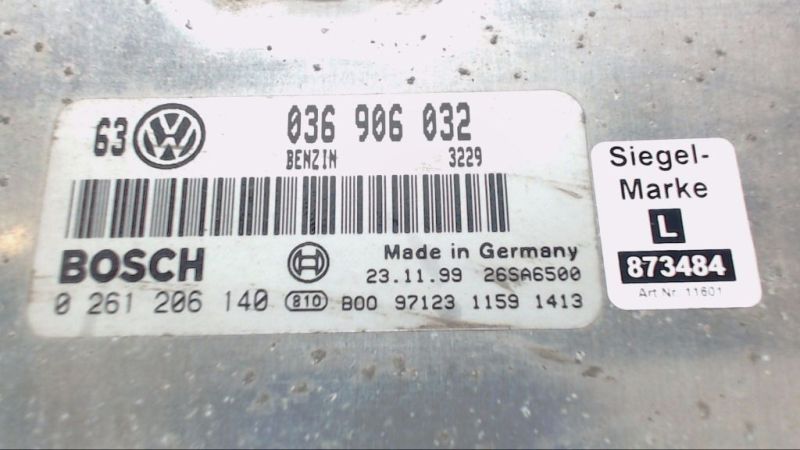 63 VW 036 906 032
BENZIN 3229
BOSCH Made in Germany
23.11.99 26SA6500
0 261 206 140 810 B00 97123 1159 1413
Siegel-
Marke
L
873484
Art Nr. 11601